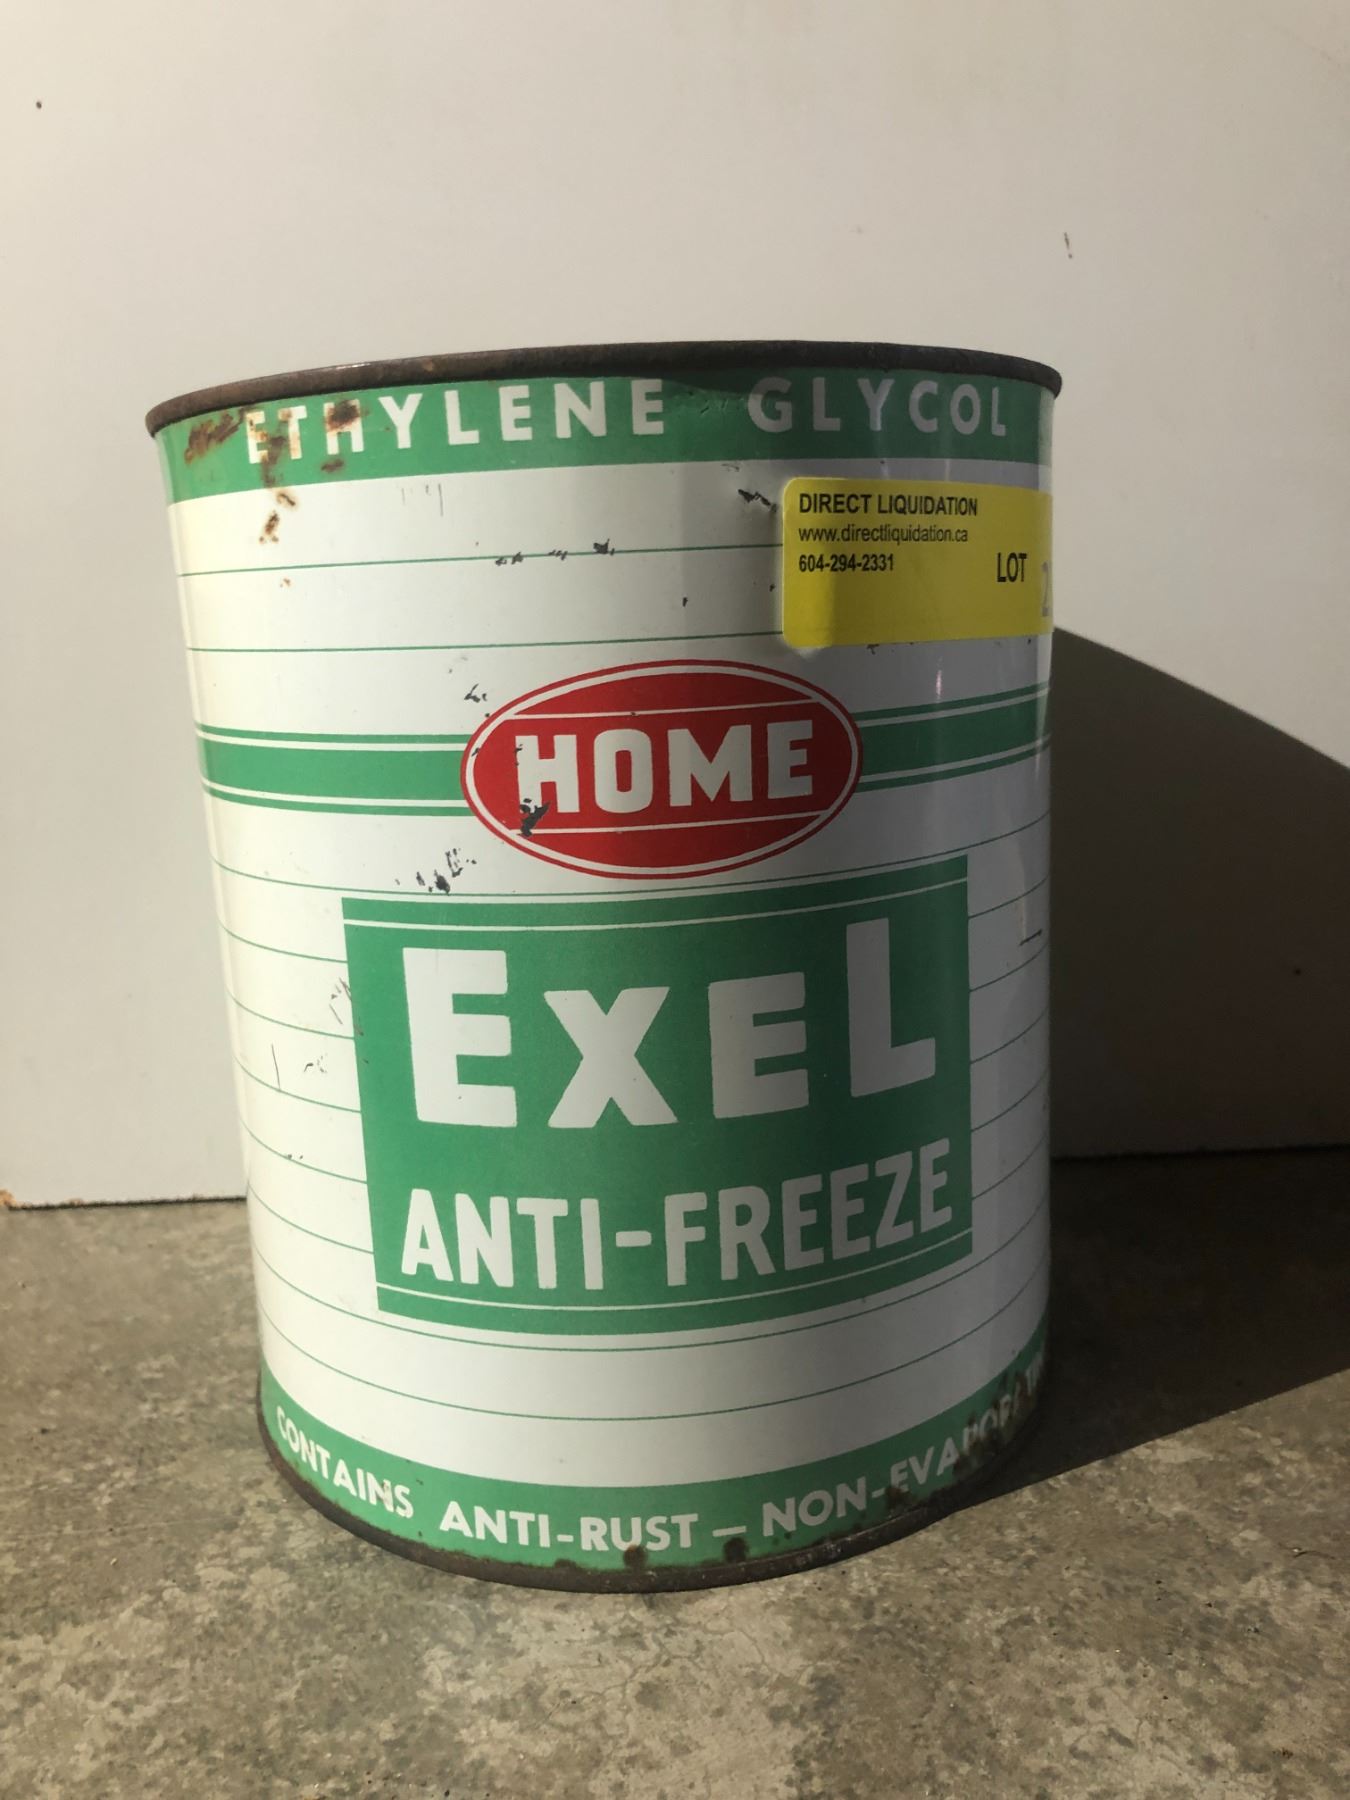 ETHYLENE GLYCOL
DIRECT LIQUIDATION
www.directliquidation.ca
604-294-2331
LOT
HOME
EXEL
ANTI-FREEZE
CONTAINS ANTI-RUST – NON-EVAPORATIN